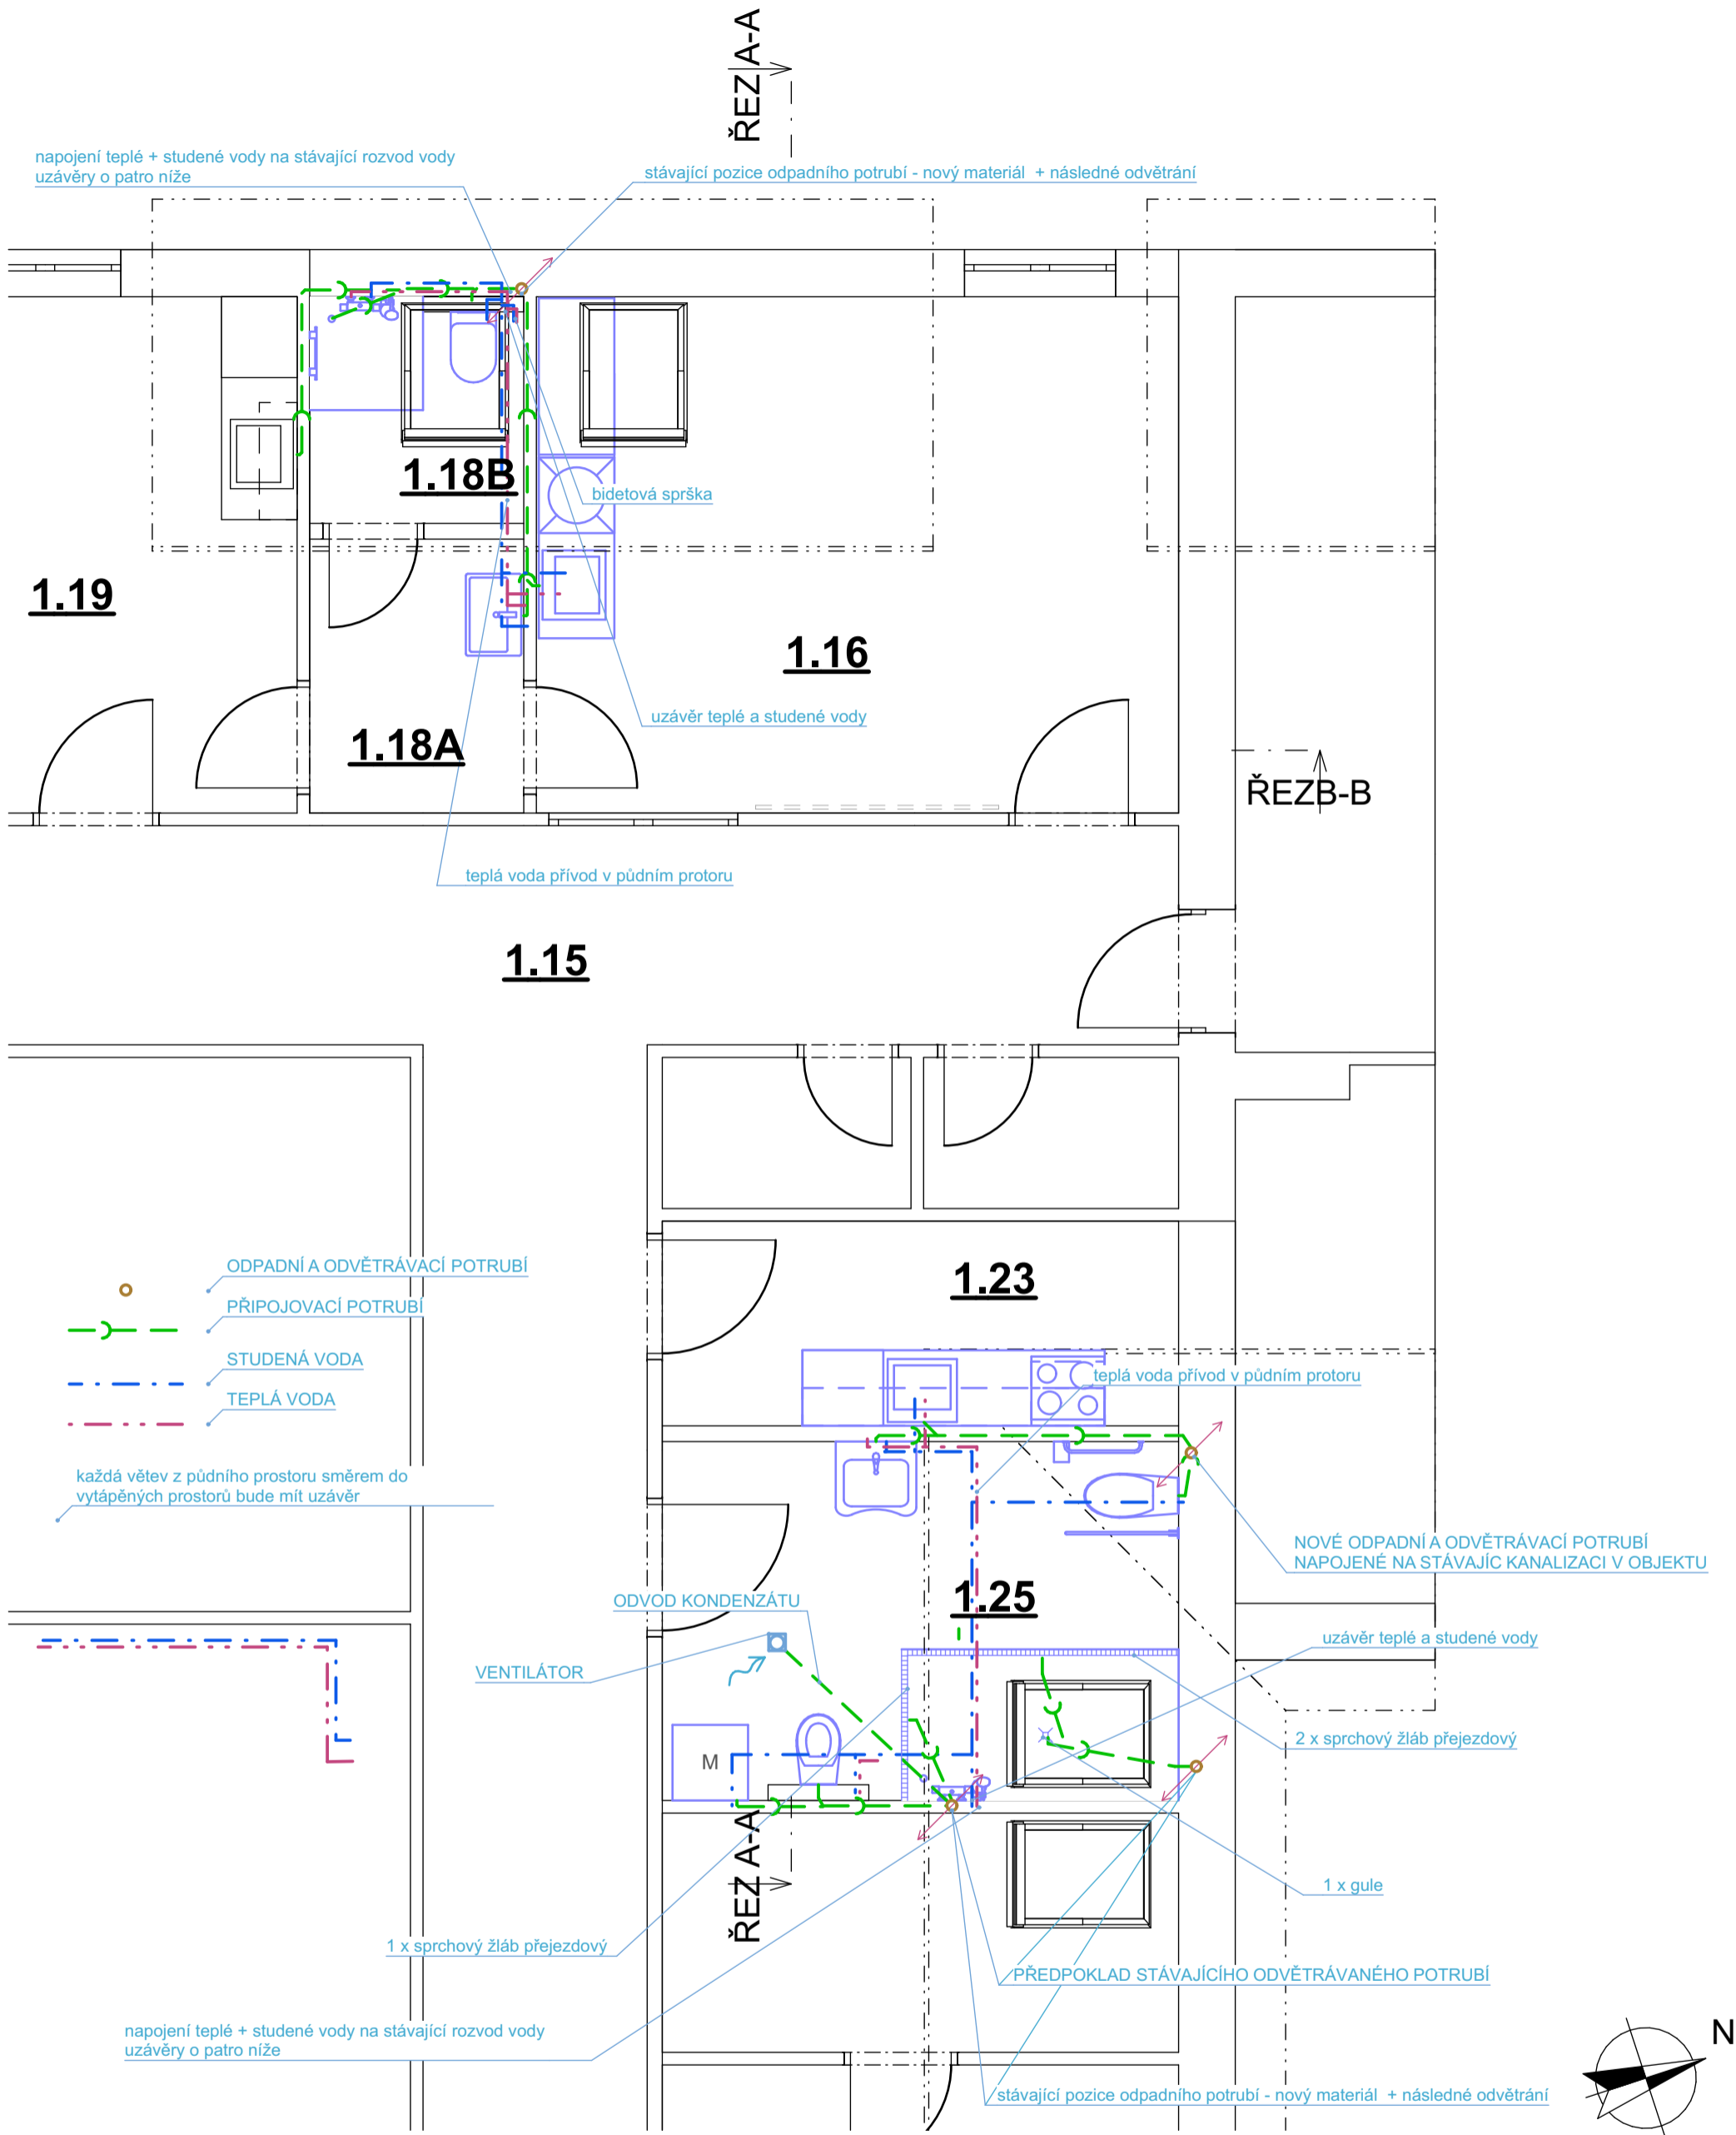 ŘEZ A-A
napojení teplé + studené vody na stávající rozvod vody
uzávěry o patro níže
stávající pozice odpadního potrubí - nový materiál + následné odvětrání
1.18B
bidetová sprška
1.19
1.16
uzávěr teplé a studené vody
1.18A
ŘEZB-B
teplá voda přívod v půdním protoru
1.15
ODPADNÍ A ODVĚTRÁVACÍ POTRUBÍ
1.23
PŘIPOJOVACÍ POTRUBÍ
STUDENÁ VODA
teplá voda přívod v půdním protoru
TEPLÁ VODA
každá větev z půdního prostoru směrem do
vytápěných prostorů bude mít uzávěr
NOVÉ ODPADNÍ A ODVĚTRÁVACÍ POTRUBÍ
NAPOJENÉ NA STÁVAJÍC KANALIZACI V OBJEKTU
1.25
ODVOD KONDENZÁTU
uzávěr teplé a studené vody
VENTILÁTOR
2 x sprchový žláb přejezdový
M
ŘEZ A-A
1 x gule
1 x sprchový žláb přejezdový
PŘEDPOKLAD STÁVAJÍCÍHO ODVĚTRÁVANÉHO POTRUBÍ
napojení teplé + studené vody na stávající rozvod vody
uzávěry o patro níže
N
stávající pozice odpadního potrubí - nový materiál + následné odvětrání